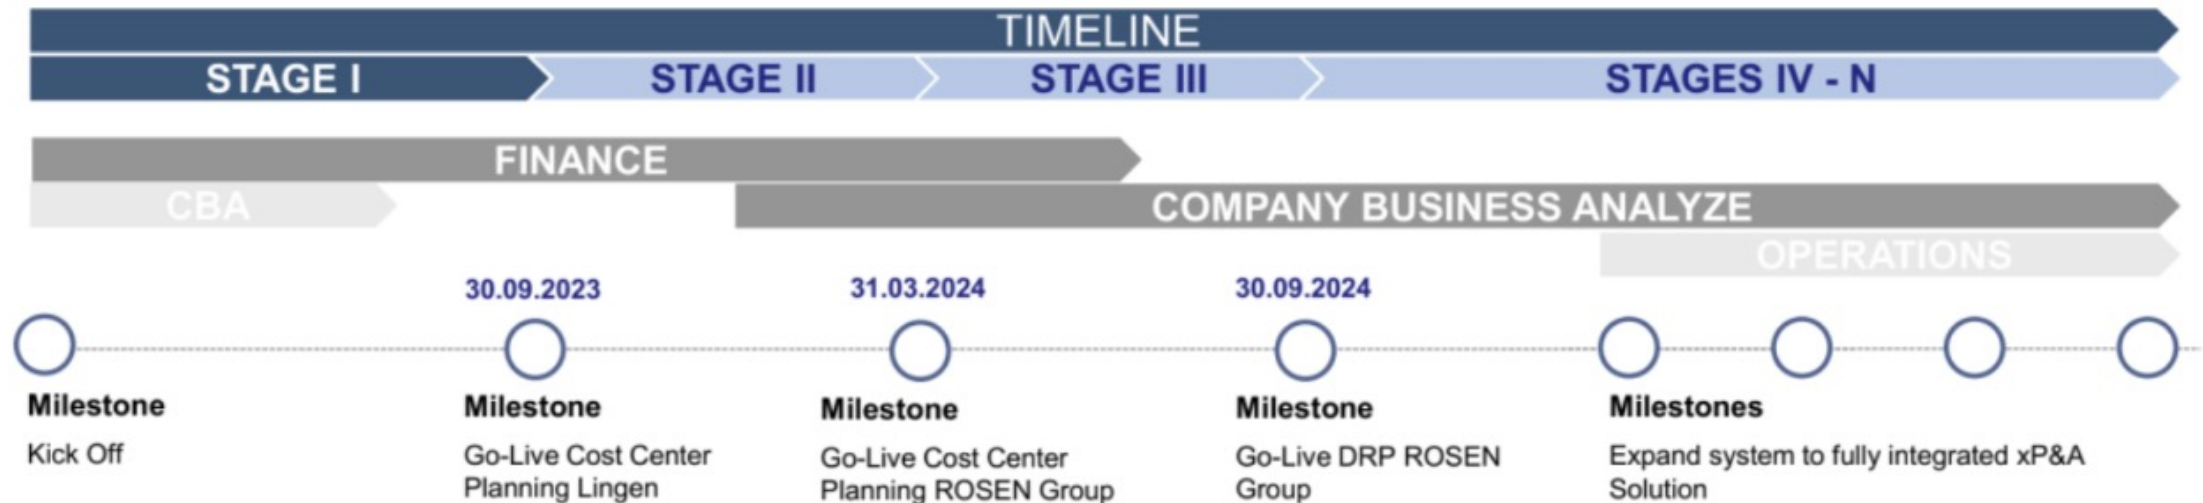 TIMELINE
STAGE I
STAGE II
STAGE III
STAGES IV - N
FINANCE
CBA
COMPANY BUSINESS ANALYZE
OPERATIONS
30.09.2023
31.03.2024
30.09.2024
Milestone
Kick Off
Milestone
Go-Live Cost Center
Planning Lingen
Milestone
Go-Live Cost Center
Planning ROSEN Group
Milestone
Go-Live DRP ROSEN
Group
Milestones
Expand system to fully integrated xP&A
Solution